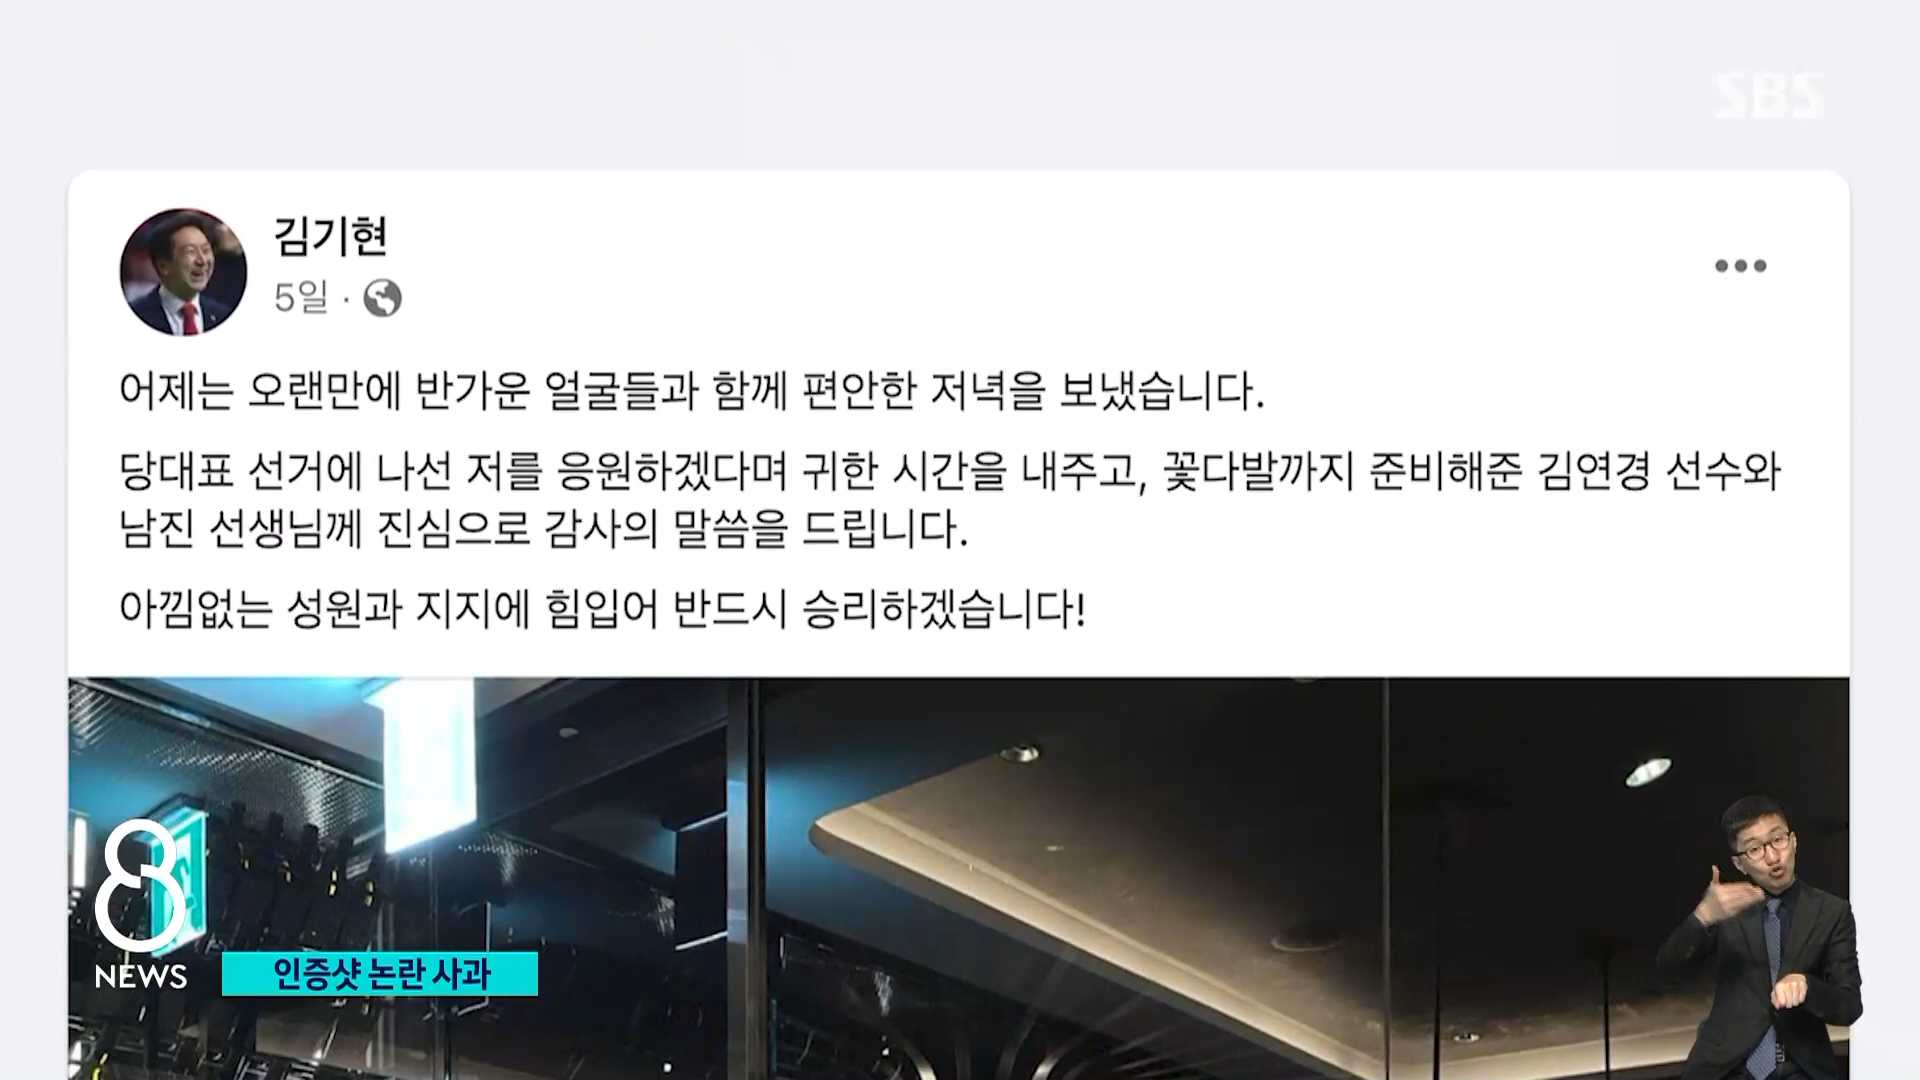 SBS
김기현
5일 ·
어제는 오랜만에 반가운 얼굴들과 함께 편안한 저녁을 보냈습니다.
당대표 선거에 나선 저를 응원하겠다며 귀한 시간을 내주고, 꽃다발까지 준비해준 김연경 선수와
남진 선생님께 진심으로 감사의 말씀을 드립니다.
아낌없는 성원과 지지에 힘입어 반드시 승리하겠습니다!
8
NEWS
인증샷 논란 사과